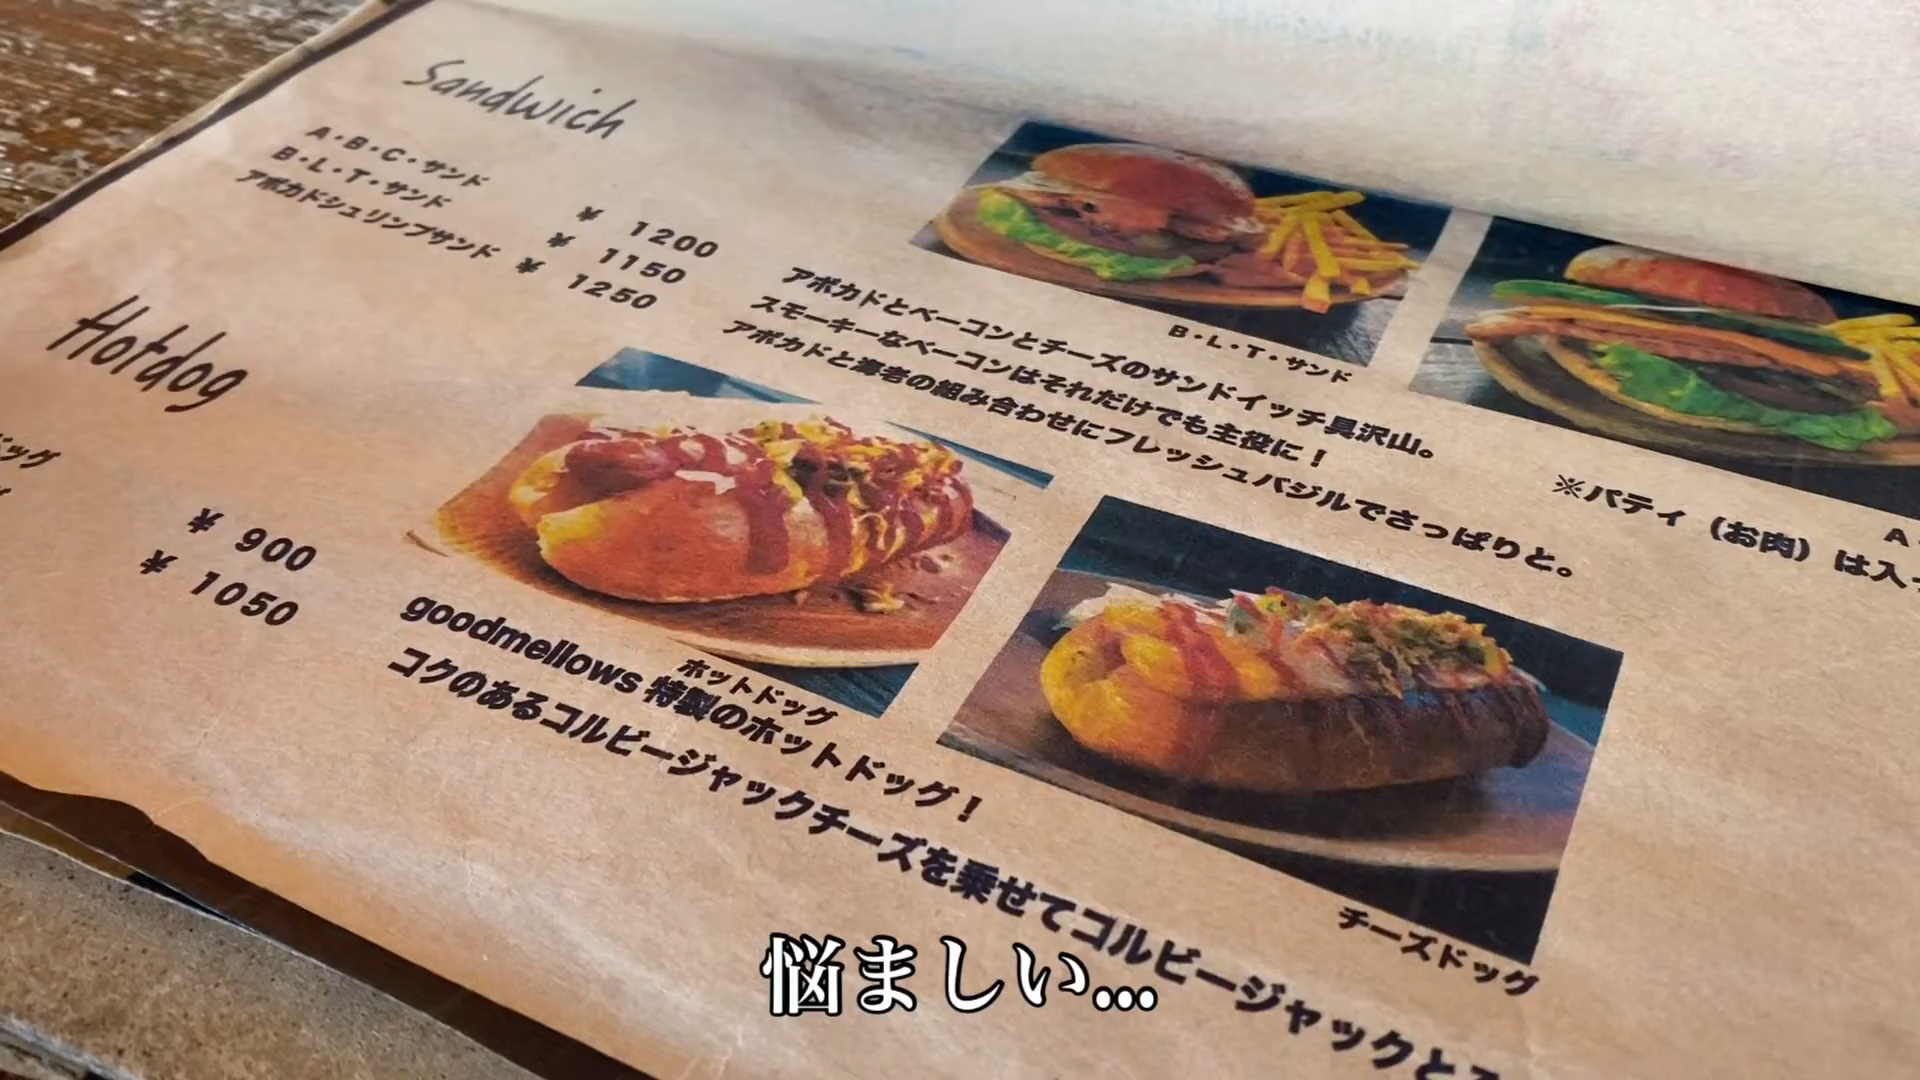 Sandwich
A・B・C・サンド ¥ 1200
B・L・T・サンド ¥ 1150
アボカドシュリンプサンド ¥ 1250
アボカドとベーコンとチーズのサンドイッチ具沢山。
スモーキーなベーコンはそれだけでも主役に！
アボカドと海老の組み合わせにフレッシュバジルでさっぱりと。
B・L・T・サンド
A・
※パティ（お肉）は入っ
Hotdog
ドッグ
¥ 900
¥ 1050
ホットドッグ
goodmellows 特製のホットドッグ！
コクのあるコルビージャックチーズを乗せてコルビージャックと
チーズドッグ
悩ましい...